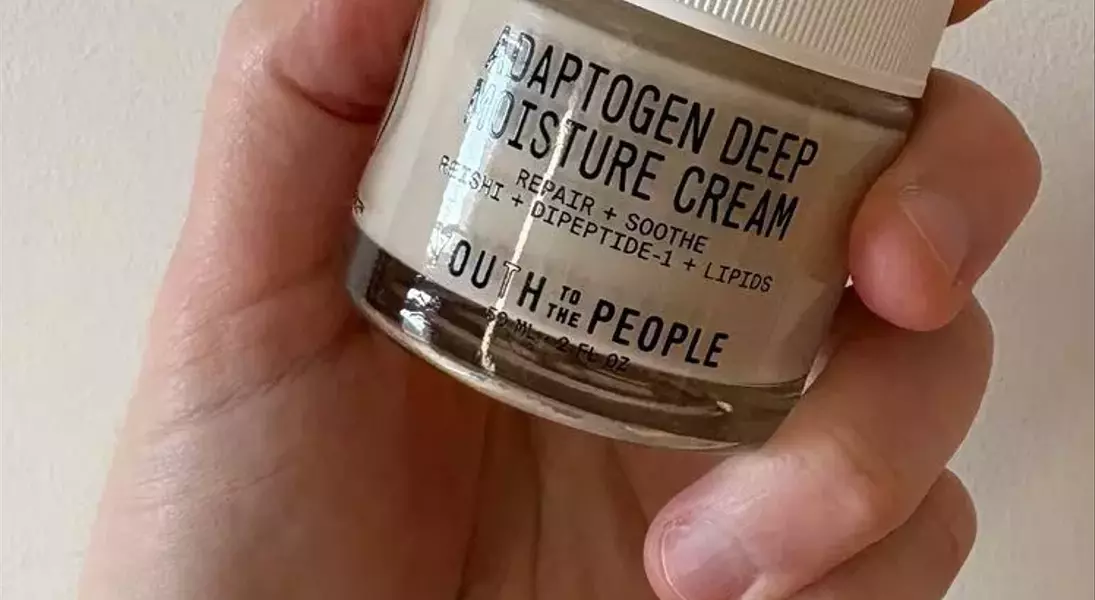 ADAPTOGEN DEEP
MOISTURE CREAM
REPAIR + SOOTHE
REISHI + DIPEPTIDE-1 + LIPIDS
YOUTH TO THE PEOPLE
59 ML - 2 FL OZ